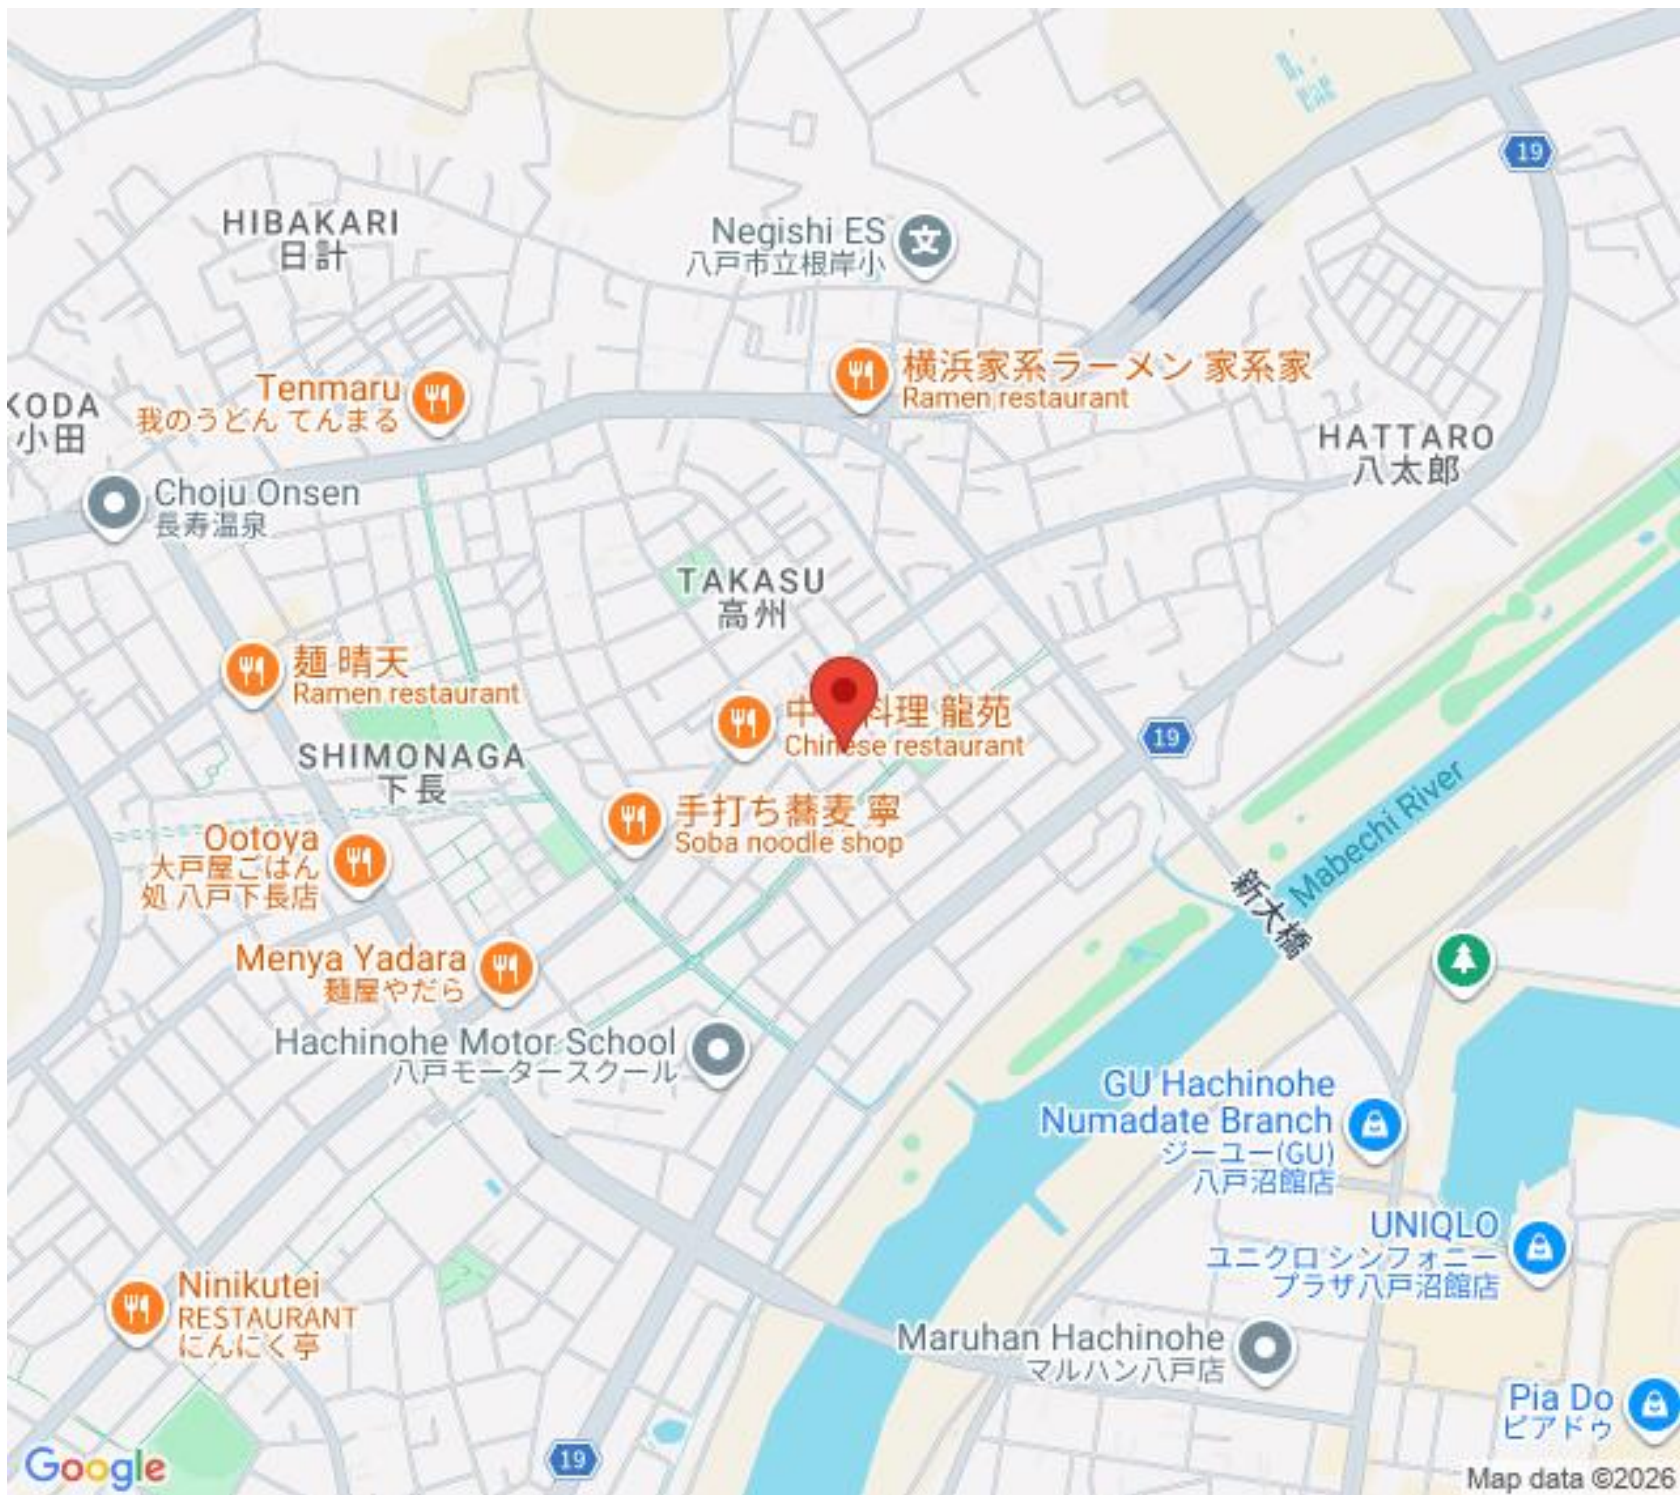 19
HIBAKARI
日計
Negishi ES
八戸市立根岸小
横浜家系ラーメン 家系家
Ramen restaurant
Tenmaru
我のうどん てんまる
KODA
小田
HATTARO
八太郎
Choju Onsen
長寿温泉
TAKASU
高州
麺 晴天
Ramen restaurant
中 料理 龍苑
Chinese restaurant
19
SHIMONAGA
下長
手打ち蕎麦 寧
Soba noodle shop
Ootoya
大戸屋ごはん
処 八戸下長店
Mabechi River
新大橋
Menya Yadara
麺屋やだら
Hachinohe Motor School
八戸モータースクール
GU Hachinohe
Numadate Branch
ジーユー(GU)
八戸沼館店
UNIQLO
ユニクロ シンフォニー
プラザ八戸沼館店
Ninikutei
RESTAURANT
にんにく亭
Maruhan Hachinohe
マルハン八戸店
Pia Do
ピアドゥ
19
Google
Map data ©2026